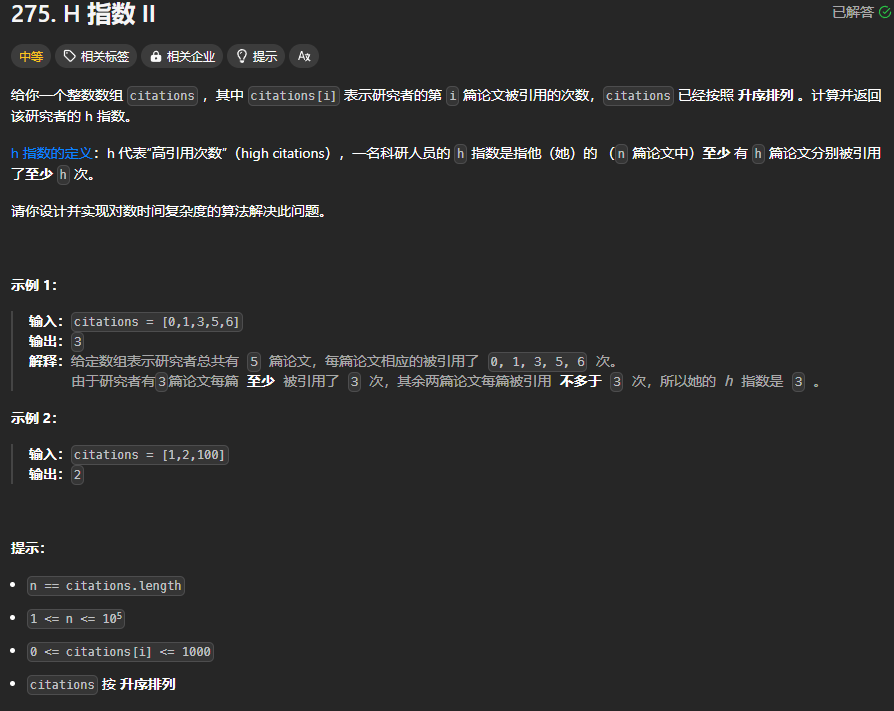 275. H 指数 II
已解答
中等 相关标签 相关企业 提示 Aあ
给你一个整数数组 citations ，其中 citations[i] 表示研究者的第 i 篇论文被引用的次数，citations 已经按照 升序排列 。计算并返回
该研究者的 h 指数。
h 指数的定义：h 代表“高引用次数”（high citations），一名科研人员的 h 指数是指他（她）的 （n 篇论文中）至少 有 h 篇论文分别被引用
了至少 h 次。
请你设计并实现对数时间复杂度的算法解决此问题。
示例 1：
输入：citations = [0,1,3,5,6]
输出：3
解释：给定数组表示研究者总共有 5 篇论文，每篇论文相应的被引用了 0, 1, 3, 5, 6 次。
由于研究者有3篇论文每篇 至少 被引用了 3 次，其余两篇论文每篇被引用 不多于 3 次，所以她的 h 指数是 3 。
示例 2：
输入：citations = [1,2,100]
输出：2
提示：
n == citations.length
1 <= n <= 10⁵
0 <= citations[i] <= 1000
citations 按 升序排列